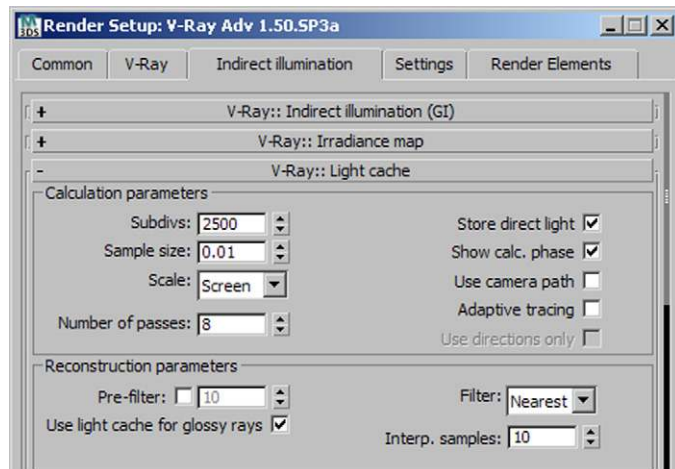 Render Setup: V-Ray Adv 1.50.SP3a
Common V-Ray Indirect illumination Settings Render Elements
+ V-Ray:: Indirect illumination (GI)
+ V-Ray:: Irradiance map
- V-Ray:: Light cache
Calculation parameters
Subdivs: 2500 Store direct light
Sample size: 0.01 Show calc. phase
Scale: Screen Use camera path
Adaptive tracing
Number of passes: 8
Use directions only
Reconstruction parameters
Pre-filter: 10 Filter: Nearest
Use light cache for glossy rays Interp. samples: 10